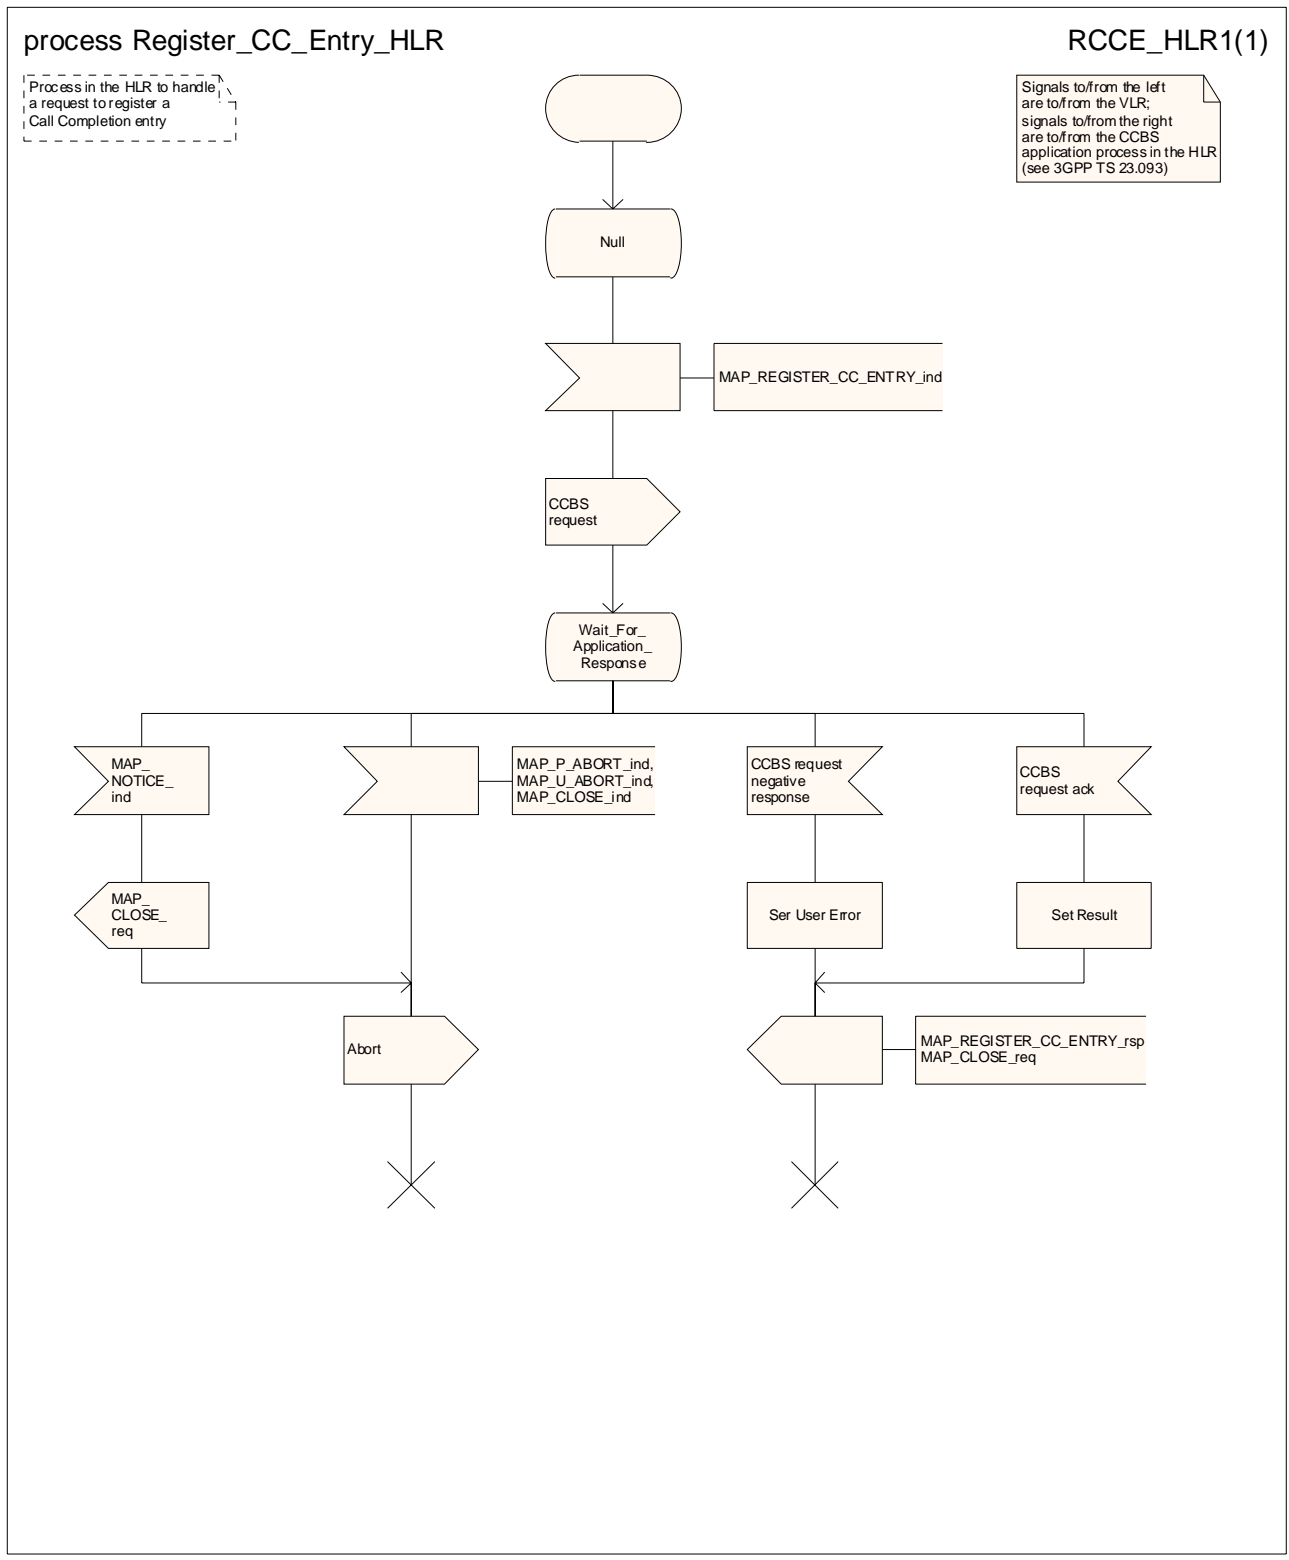 process Register_CC_Entry_HLR
RCCE_HLR1(1)
Process in the HLR to handle
a request to register a
Call Completion entry
Signals to/from the left
are to/from the VLR;
signals to/from the right
are to/from the CCBS
application process in the HLR
(see 3GPP TS 23.093)
Null
MAP_REGISTER_CC_ENTRY_ind
CCBS
request
Wait_For_
Application_
Response
MAP_
NOTICE_
ind
MAP_P_ABORT_ind,
MAP_U_ABORT_ind,
MAP_CLOSE_ind
CCBS request
negative
response
CCBS
request ack
MAP_
CLOSE_
req
Ser User Error
Set Result
Abort
MAP_REGISTER_CC_ENTRY_rsp
MAP_CLOSE_req